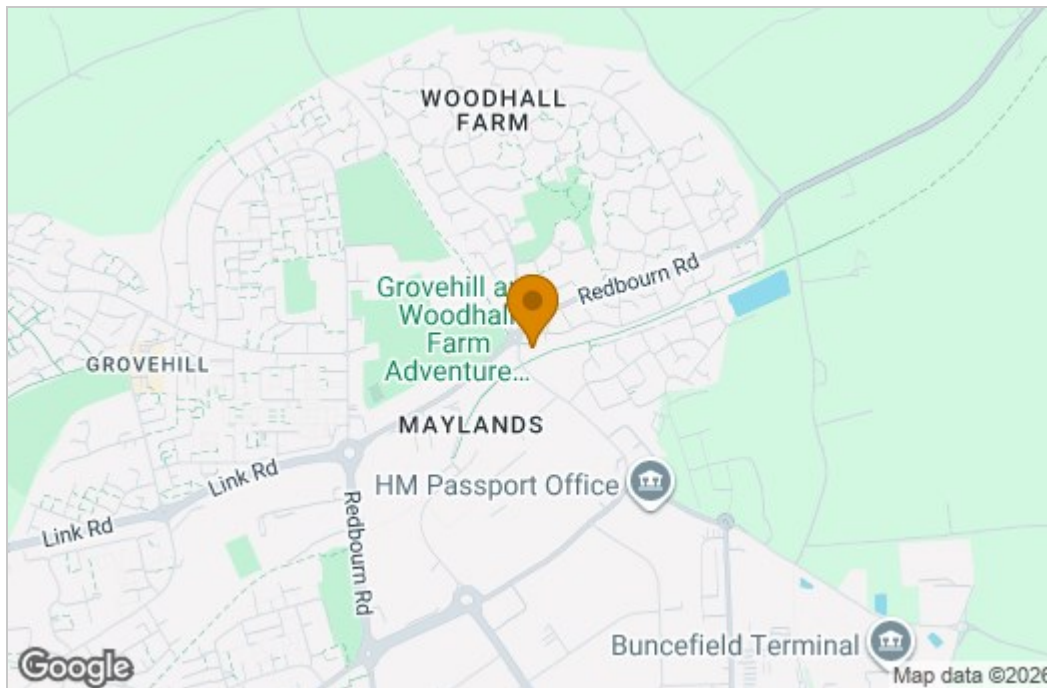 WOODHALL
FARM
Redbourn Rd
Grovehill a
Woodhall
Farm
Adventure...
GROVEHILL
MAYLANDS
HM Passport Office
Link Rd
Link Rd
Redbourn Rd
Buncefield Terminal
Google
Map data ©2026